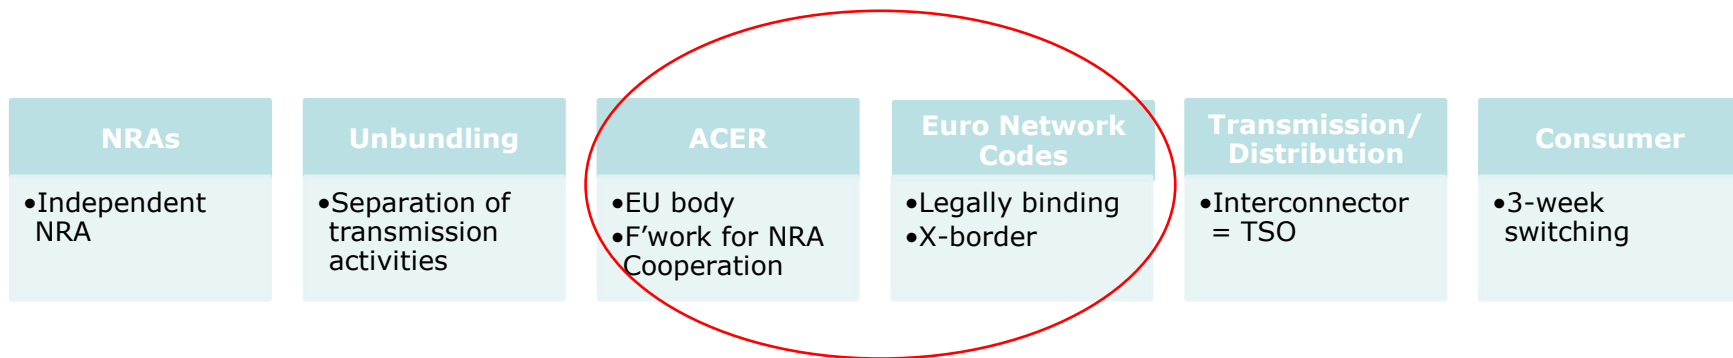 NRAs
•Independent
NRA
Unbundling
•Separation of
transmission
activities
ACER
•EU body
•F'work for NRA
Cooperation
Euro Network
Codes
•Legally binding
•X-border
Transmission/
Distribution
•Interconnector
= TSO
Consumer
•3-week
switching